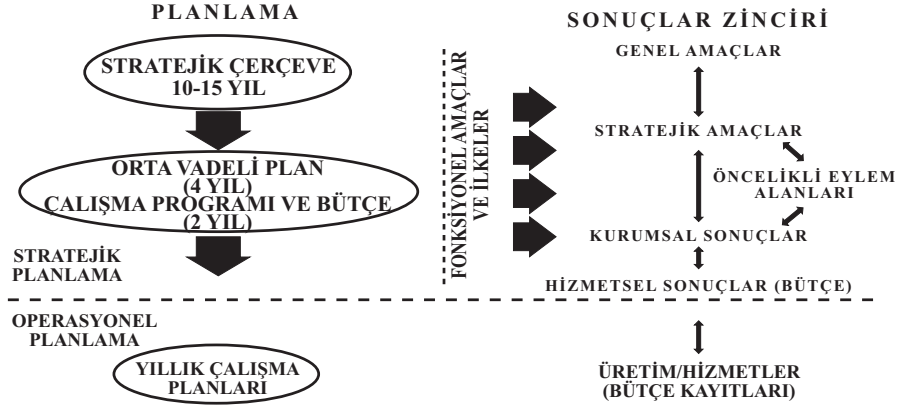 PLANLAMA
STRATEJİK ÇERÇEVE
10-15 YIL
ORTA VADELİ PLAN
(4 YIL)
ÇALIŞMA PROGRAMI VE BÜTÇE
(2 YIL)
STRATEJİK
PLANLAMA
OPERASYONEL
PLANLAMA
YILLIK ÇALIŞMA
PLANLARI
FONKSİYONEL AMAÇLAR
VE İLKELER
SONUÇLAR ZİNCİRİ
GENEL AMAÇLAR
STRATEJİK AMAÇLAR
ÖNCELİKLİ EYLEM
ALANLARI
KURUMSAL SONUÇLAR
HİZMETSEL SONUÇLAR (BÜTÇE)
ÜRETİM/HİZMETLER
(BÜTÇE KAYITLARI)